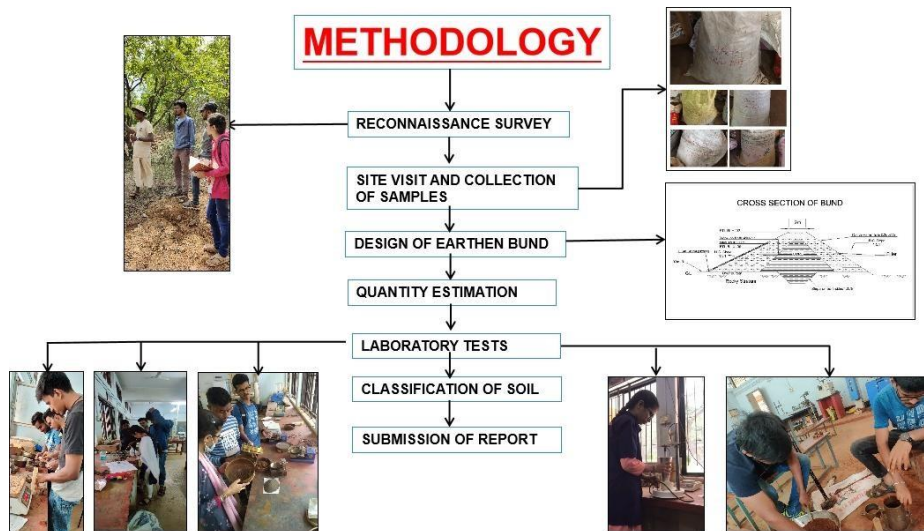 METHODOLOGY
RECONNAISSANCE SURVEY
SITE VISIT AND COLLECTION
OF SAMPLES
CROSS SECTION OF BUND
DESIGN OF EARTHEN BUND
QUANTITY ESTIMATION
LABORATORY TESTS
CLASSIFICATION OF SOIL
SUBMISSION OF REPORT